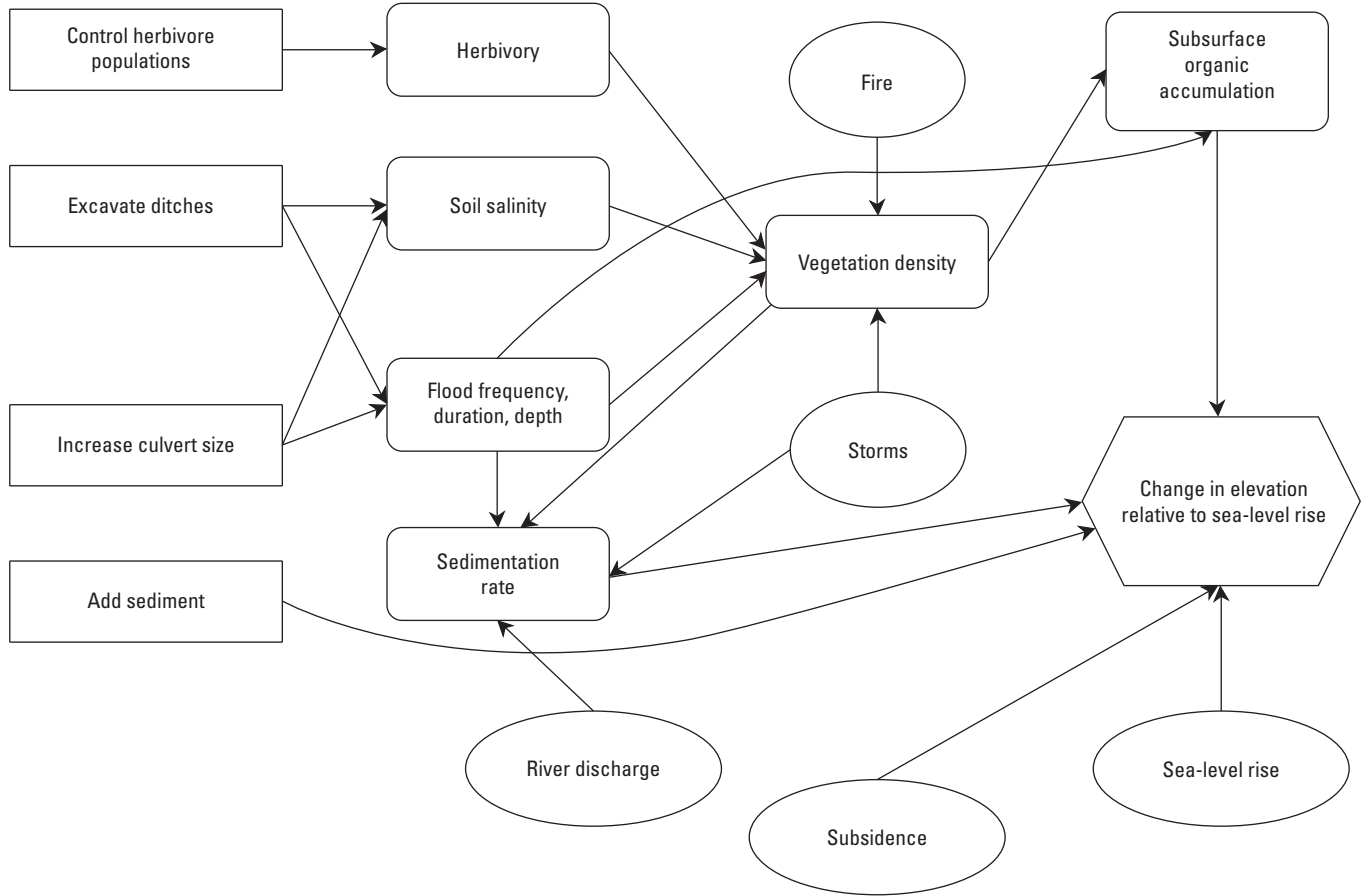 Control herbivore
populations
Herbivory
Fire
Subsurface
organic
accumulation
Excavate ditches
Soil salinity
Vegetation density
Increase culvert size
Flood frequency,
duration, depth
Storms
Change in elevation
relative to sea-level rise
Add sediment
Sedimentation
rate
River discharge
Subsidence
Sea-level rise